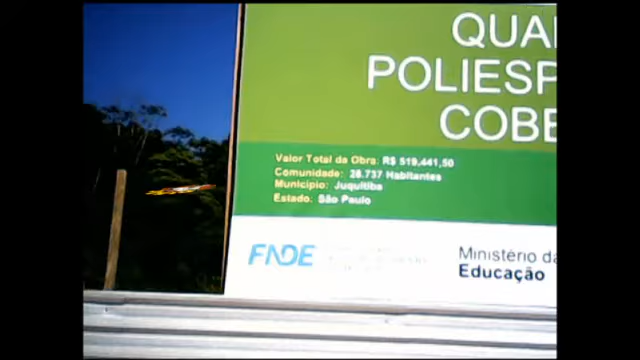 QUA
POLIESP
COBE
Valor Total da Obra: R$ 519,441,50
Comunidade: 28.737 Habitantes
Município: Juquitiba
Estado: São Paulo
FNDE
Ministério da
Educação